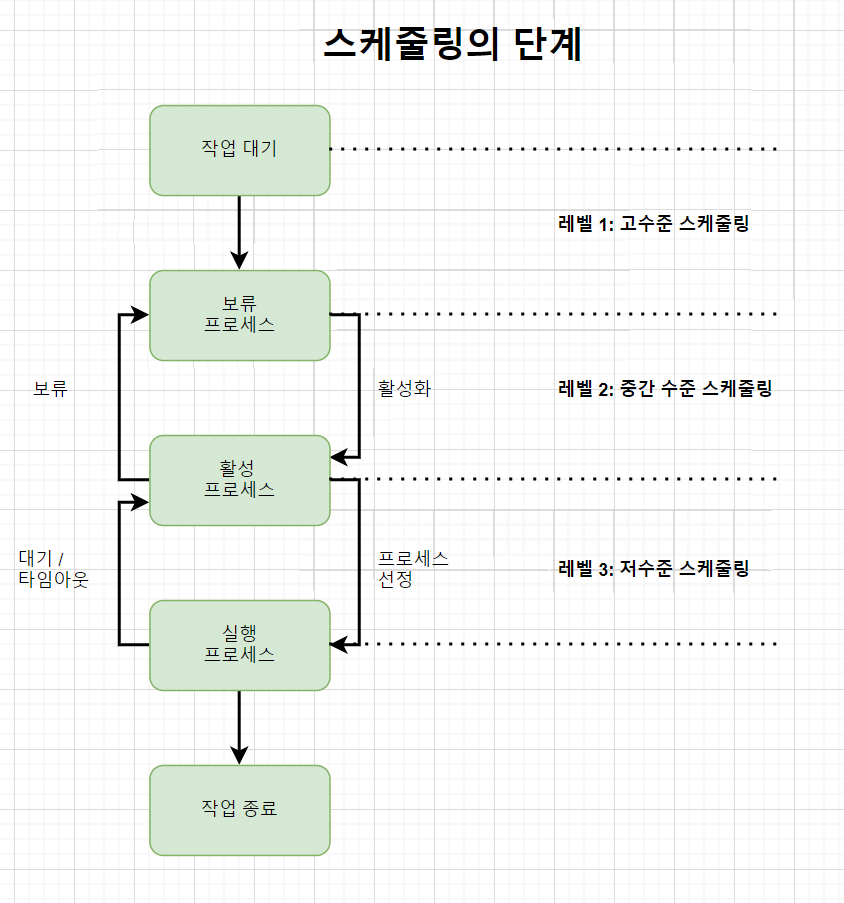 스케줄링의 단계
작업 대기
레벨 1: 고수준 스케줄링
보류
프로세스
보류
활성화
레벨 2: 중간 수준 스케줄링
활성
프로세스
대기 /
타임아웃
프로세스
선정
레벨 3: 저수준 스케줄링
실행
프로세스
작업 종료